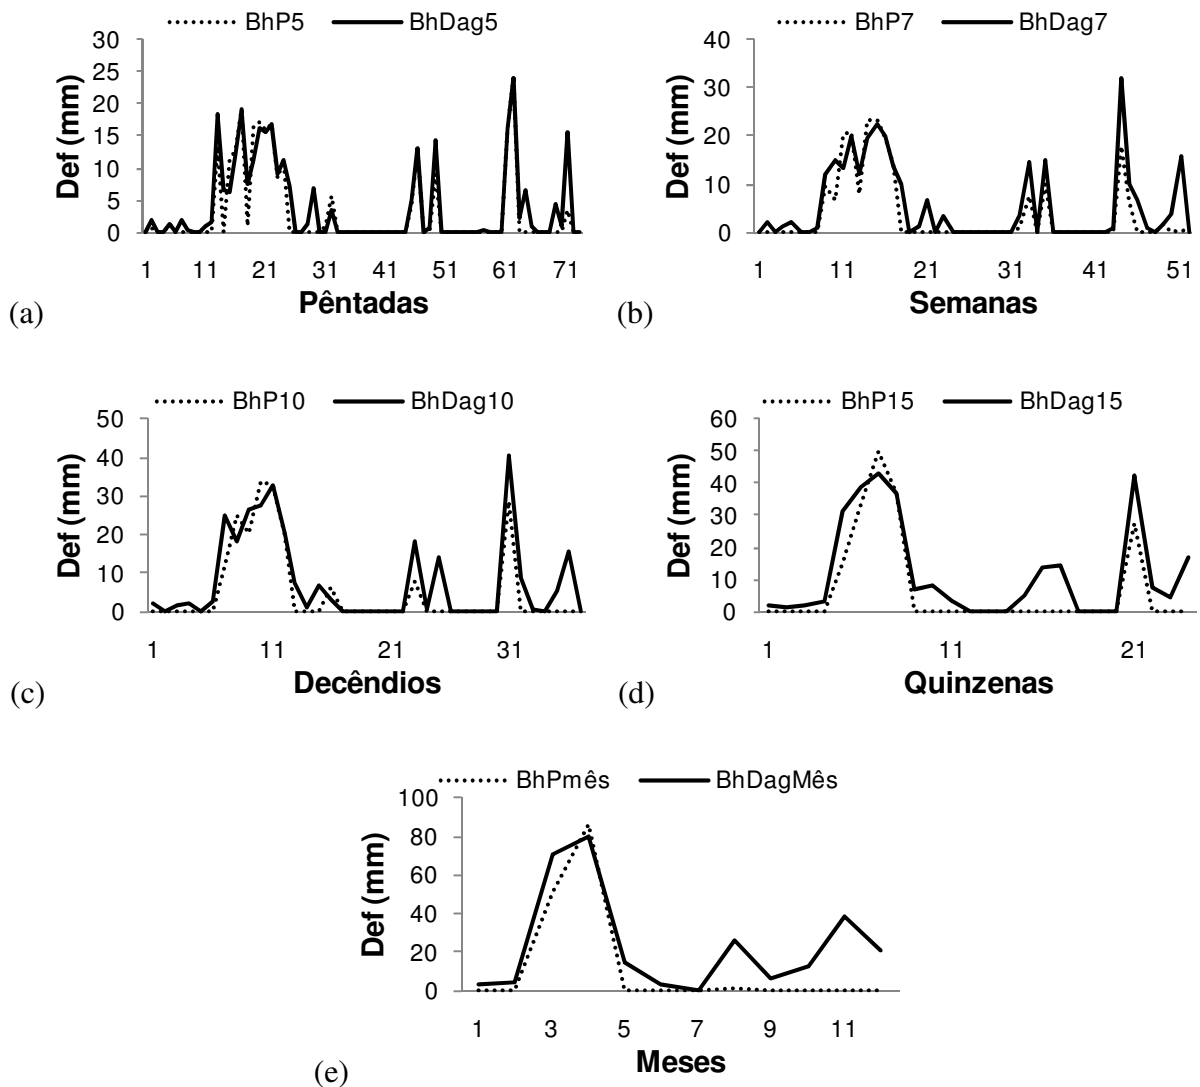 BhP5 BhDag5
30
25
20
15
10
5
0
Def (mm)
1 11 21 31 41 51 61 71
Pêntadas
(a)
BhP7 BhDag7
40
30
20
10
0
Def (mm)
1 11 21 31 41 51
Semanas
(b)
BhP10 BhDag10
50
40
30
20
10
0
Def (mm)
1 11 21 31
Decêndios
(c)
BhP15 BhDag15
60
50
40
30
20
10
0
Def (mm)
1 11 21
Quinzenas
(d)
BhPmês BhDagMês
100
80
60
40
20
0
Def (mm)
1 3 5 7 9 11
Meses
(e)